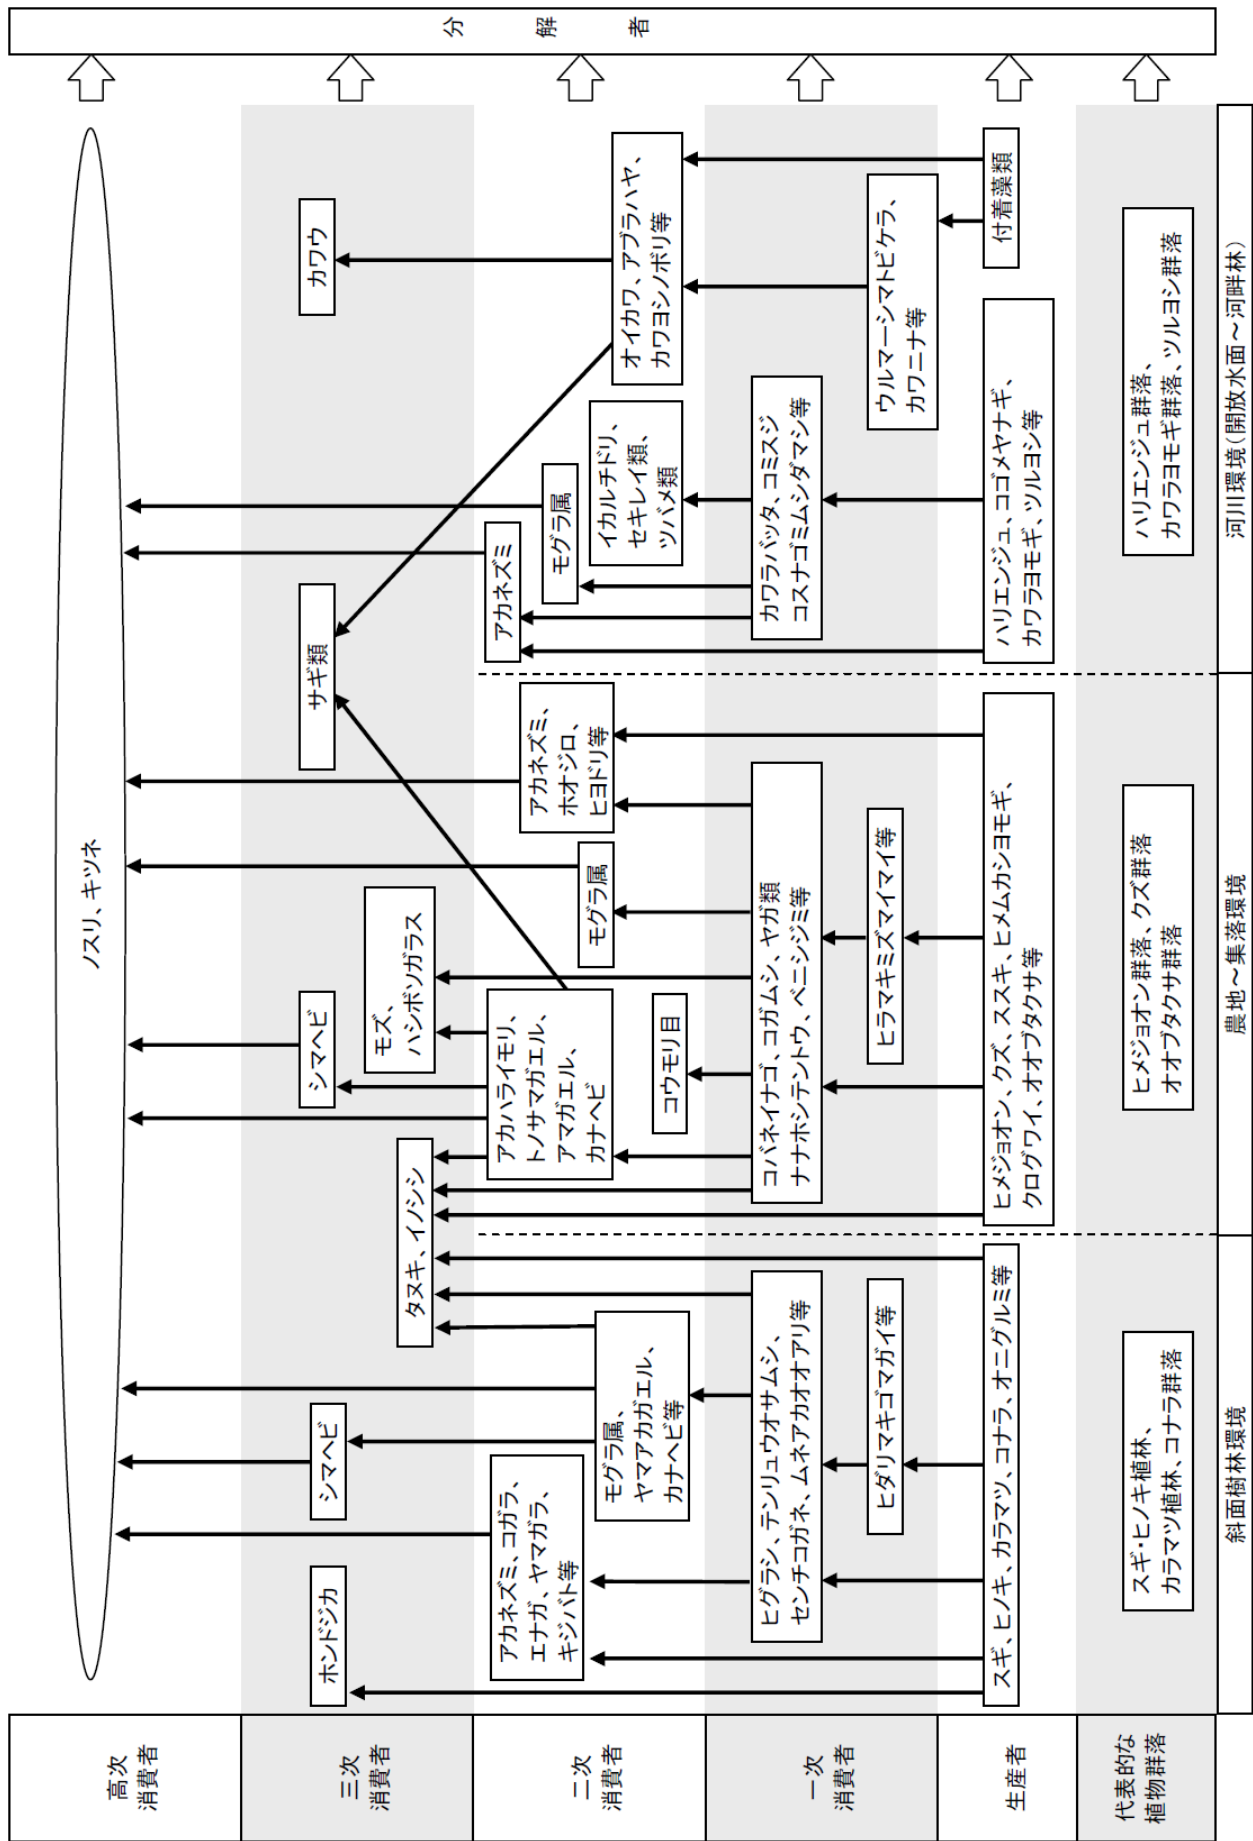 高次
消費者
三次
消費者
二次
消費者
一次
消費者
生産者
代表的な
植物群落
ノスリ、キツネ
ホンドジカ
シマヘビ
タヌキ、イノシシ
シマヘビ
モズ、
ハシボソガラス
サギ類
カワウ
アカネズミ、コガラ、
エナガ、ヤマガラ、
キジバト等
モグラ属、
ヤマアカガエル、
カナヘビ等
アカハライモリ、
トノサマガエル、
アマガエル、
カナヘビ
コウモリ目
モグラ属
アカネズミ、
ホオジロ、
ヒヨドリ等
アカネズミ
モグラ属
イカルチドリ、
セキレイ類、
ツバメ類
オイカワ、アブラハヤ、
カワヨシノボリ等
ヒグラシ、テンリュウオサムシ、
センチコガネ、ムネアカオオアリ等
ヒダリマキゴマガイ等
コバネイナゴ、コガムシ、ヤガ類
ナナホシテントウ、ベニシジミ等
ヒラマキミズマイマイ等
カワラバッタ、コミスジ
コスナゴミムシダマシ等
ウルマーシマトビケラ、
カワニナ等
スギ、ヒノキ、カラマツ、コナラ、オニグルミ等
ヒメジョオン、クズ、ススキ、ヒメムカシヨモギ、
クログワイ、オオブタクサ等
ハリエンジュ、コゴメヤナギ、
カワラヨモギ、ツルヨシ等
付着藻類
スギ・ヒノキ植林、
カラマツ植林、コナラ群落
ヒメジョオン群落、クズ群落
オオブタクサ群落
ハリエンジュ群落、
カワラヨモギ群落、ツルヨシ群落
斜面樹林環境
農地～集落環境
河川環境（開放水面～河畔林）
分解者